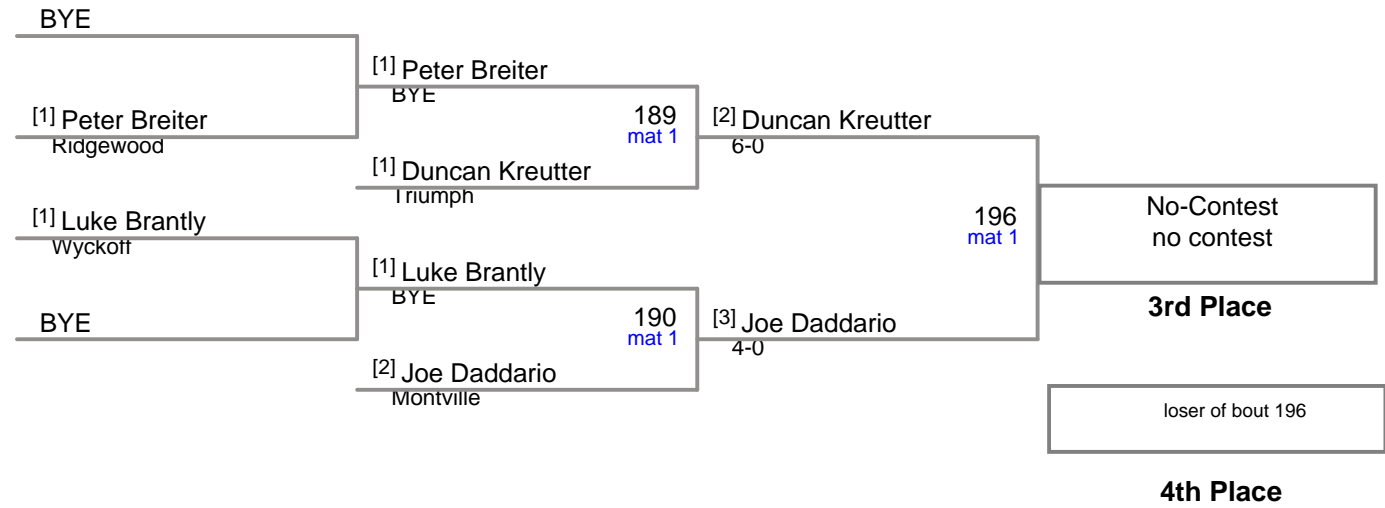 BYE
[1] Peter Breiter
BYE
[1] Peter Breiter
Ridgewood
189
mat 1
[2] Duncan Kreutter
6-0
[1] Duncan Kreutter
Triumph
[1] Luke Brantly
Wyckoff
196
mat 1
No-Contest
no contest
3rd Place
[1] Luke Brantly
BYE
BYE
190
mat 1
[3] Joe Daddario
4-0
[2] Joe Daddario
Montville
loser of bout 196
4th Place